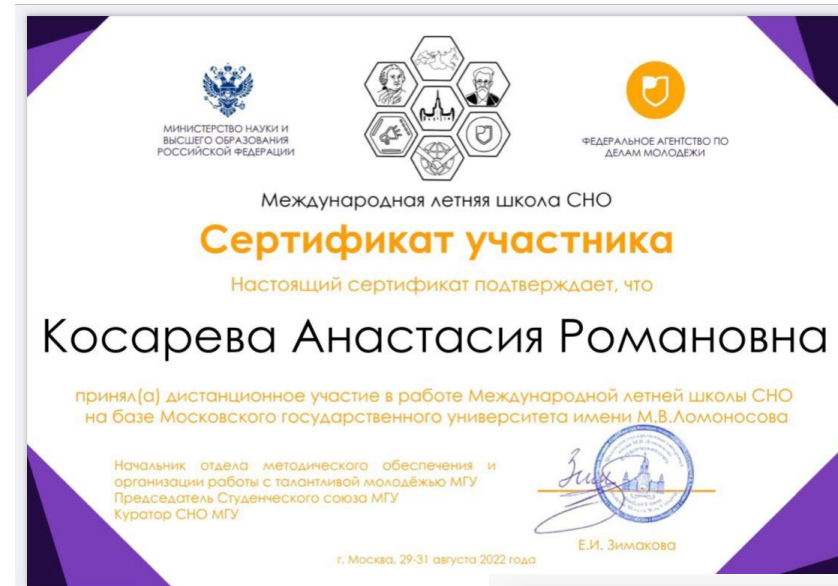 МИНИСТЕРСТВО НАУКИ И
ВЫСШЕГО ОБРАЗОВАНИЯ
РОССИЙСКОЙ ФЕДЕРАЦИИ
ФЕДЕРАЛЬНОЕ АГЕНТСТВО ПО
ДЕЛАМ МОЛОДЕЖИ
Международная летняя школа СНО
Сертификат участника
Настоящий сертификат подтверждает, что
Косарева Анастасия Романовна
принял(а) дистанционное участие в работе Международной летней школы СНО
на базе Московского государственного университета имени М.В.Ломоносова
Начальник отдела методического обеспечения и
организации работы с талантливой молодёжью МГУ
Председатель Студенческого союза МГУ
Куратор СНО МГУ
Е.И. Зимакова
г. Москва, 29-31 августа 2022 года